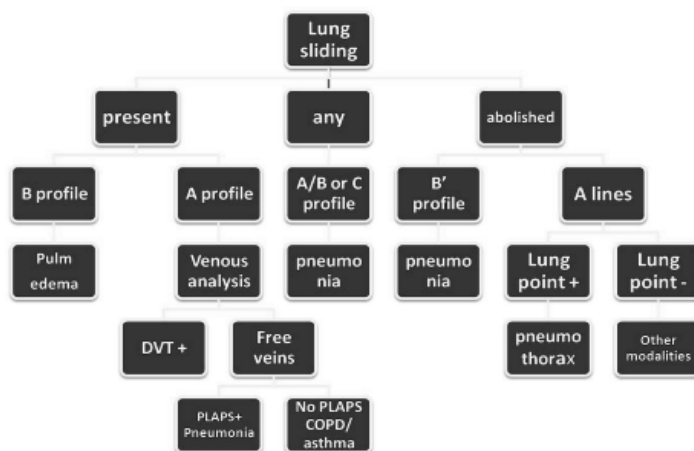 Lung
sliding
present
any
abolished
B profile
A profile
A/B or C
profile
B’
profile
A lines
Pulm
edema
Venous
analysis
pneumo
nia
pneumo
nia
Lung
point +
Lung
point -
DVT +
Free
veins
pneumo
thorax
Other
modalities
PLAPS+
Pneumonia
No PLAPS
COPD/
asthma